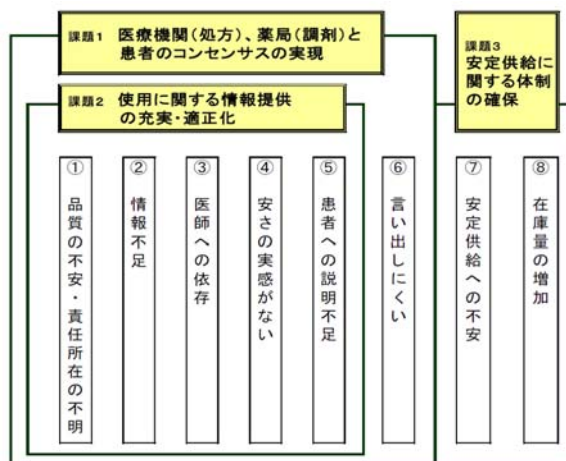 課題1 医療機関(処方)、薬局(調剤)と
患者のコンセンサスの実現
課題2 使用に関する情報提供
の充実・適正化
課題3
安定供給に
関する体制
の確保
① 品質の不安・責任所在の不明
② 情報不足
③ 医師への依存
④ 安さの実感がない
⑤ 患者への説明不足
⑥ 言い出しにくい
⑦ 安定供給への不安
⑧ 在庫量の増加